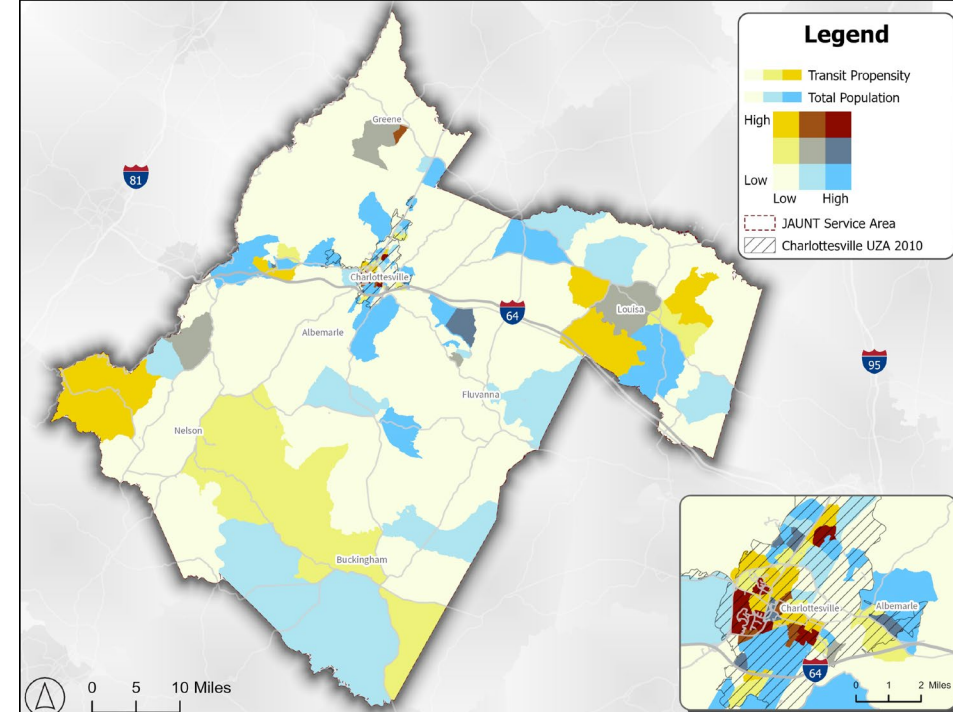 Legend
Transit Propensity
Total Population
High
Low
Low High
JAUNT Service Area
Charlottesville UZA 2010
Greene
81
Charlottesville
64
Louisa
Albemarle
95
Fluvanna
Nelson
Buckingham
0 5 10 Miles
Charlottesville
Albemarle
64
0 1 2 Miles